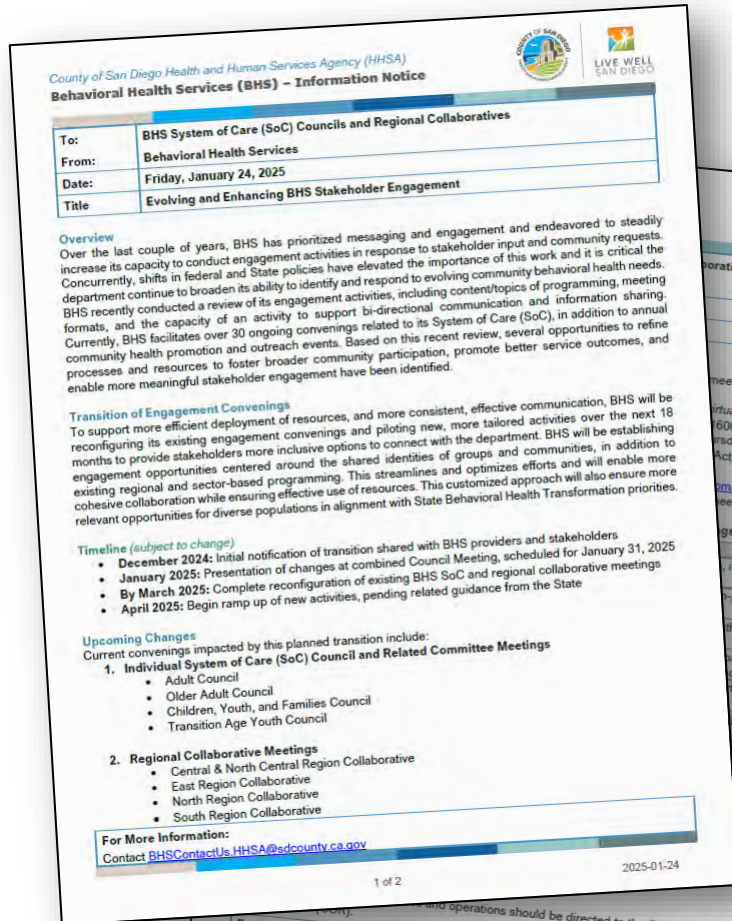 County of San Diego Health and Human Services Agency (HHSA)
Behavioral Health Services (BHS) – Information Notice
COUNTY OF SAN DIEGO
LIVE WELL
SAN DIEGO
To: BHS System of Care (SoC) Councils and Regional Collaboratives
From: Behavioral Health Services
Date: Friday, January 24, 2025
Title Evolving and Enhancing BHS Stakeholder Engagement
Overview
Over the last couple of years, BHS has prioritized messaging and engagement and endeavored to steadily
increase its capacity to conduct engagement activities in response to stakeholder input and community requests.
Concurrently, shifts in federal and State policies have elevated the importance of this work and it is critical the
department continue to broaden its ability to identify and respond to evolving community behavioral health needs.
BHS recently conducted a review of its engagement activities, including content/topics of programming, meeting
formats, and the capacity of an activity to support bi-directional communication and information sharing.
Currently, BHS facilitates over 30 ongoing convenings related to its System of Care (SoC), in addition to annual
community health promotion and outreach events. Based on this recent review, several opportunities to refine
processes and resources to foster broader community participation, promote better service outcomes, and
enable more meaningful stakeholder engagement have been identified.
Transition of Engagement Convenings
To support more efficient deployment of resources, and more consistent, effective communication, BHS will be
reconfiguring its existing engagement convenings and piloting new, more tailored activities over the next 18
months to provide stakeholders more inclusive options to connect with the department. BHS will be establishing
engagement opportunities centered around the shared identities of groups and communities, in addition to
existing regional and sector-based programming. This streamlines and optimizes efforts and will enable more
cohesive collaboration while ensuring effective use of resources. This customized approach will also ensure more
relevant opportunities for diverse populations in alignment with State Behavioral Health Transformation priorities.
Timeline (subject to change)
• December 2024: Initial notification of transition shared with BHS providers and stakeholders
• January 2025: Presentation of changes at combined Council Meeting, scheduled for January 31, 2025
• By March 2025: Complete reconfiguration of existing BHS SoC and regional collaborative meetings
• April 2025: Begin ramp up of new activities, pending related guidance from the State
Upcoming Changes
Current convenings impacted by this planned transition include:
1. Individual System of Care (SoC) Council and Related Committee Meetings
• Adult Council
• Older Adult Council
• Children, Youth, and Families Council
• Transition Age Youth Council
2. Regional Collaborative Meetings
• Central & North Central Region Collaborative
• East Region Collaborative
• North Region Collaborative
• South Region Collaborative
For More Information:
Contact BHSContactUs.HHSA@sdcounty.ca.gov
1 of 2
2025-01-24
and operations should be directed to the